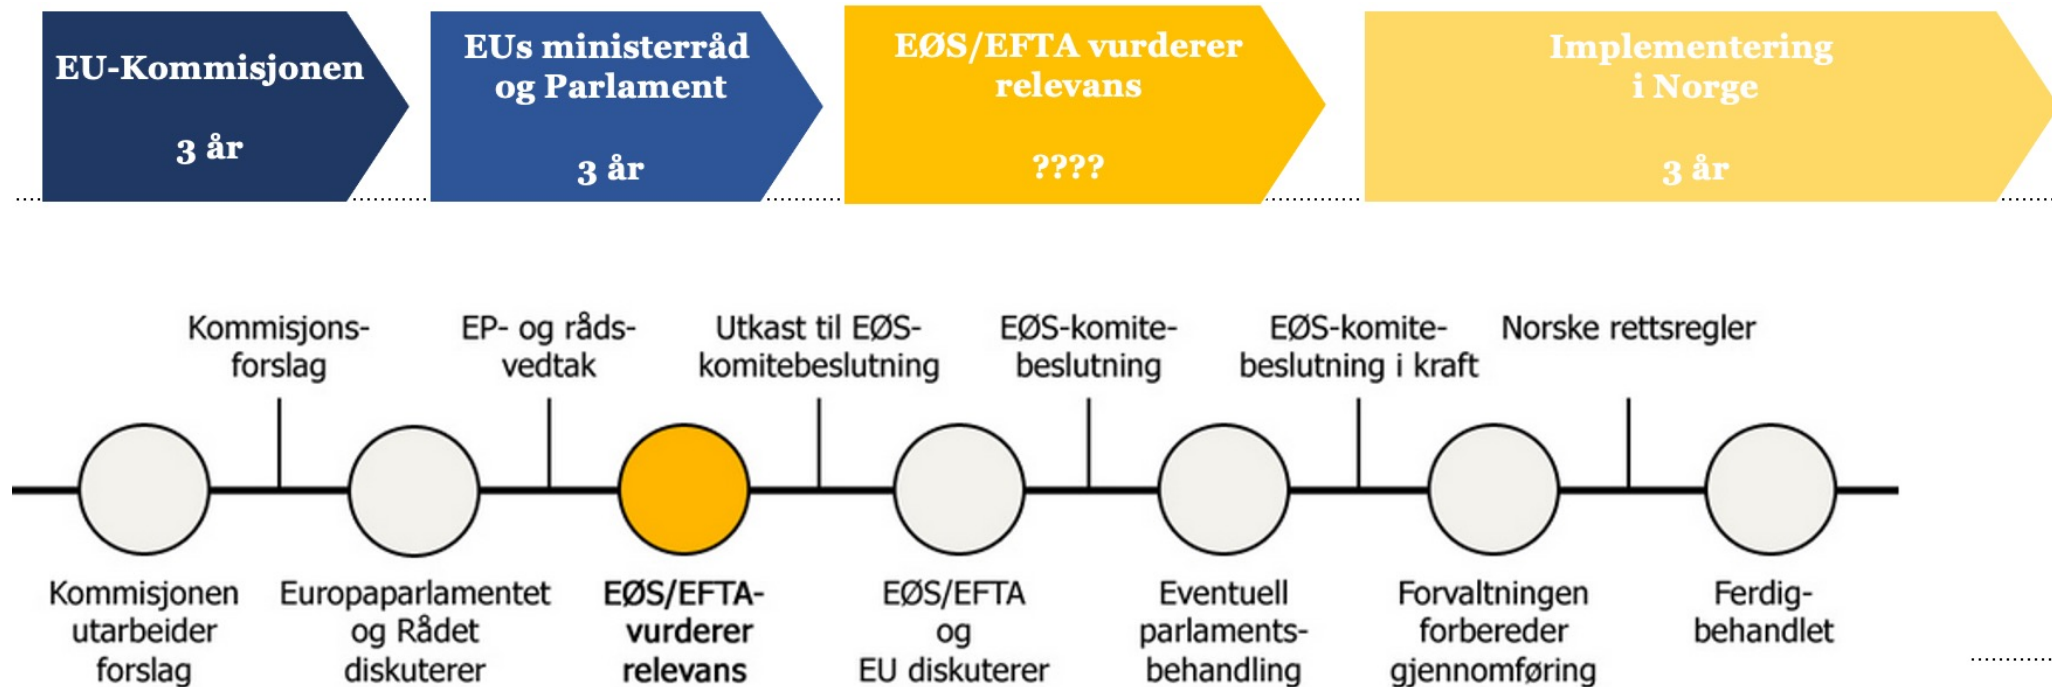 EU-Kommisjonen
3 år
EUs ministerråd
og Parlament
3 år
EØS/EFTA vurderer
relevans
????
Implementering
i Norge
3 år
Kommisjons-
forslag
EP- og råds-
vedtak
Utkast til EØS-
komitebeslutning
EØS-komite-
beslutning
EØS-komite-
beslutning i kraft
Norske rettsregler
Kommisjonen
utarbeider
forslag
Europaparlamentet
og Rådet
diskuterer
EØS/EFTA-
vurderer
relevans
EØS/EFTA
og
EU diskuterer
Eventuell
parlaments-
behandling
Forvaltningen
forbereder
gjennomføring
Ferdig-
behandlet